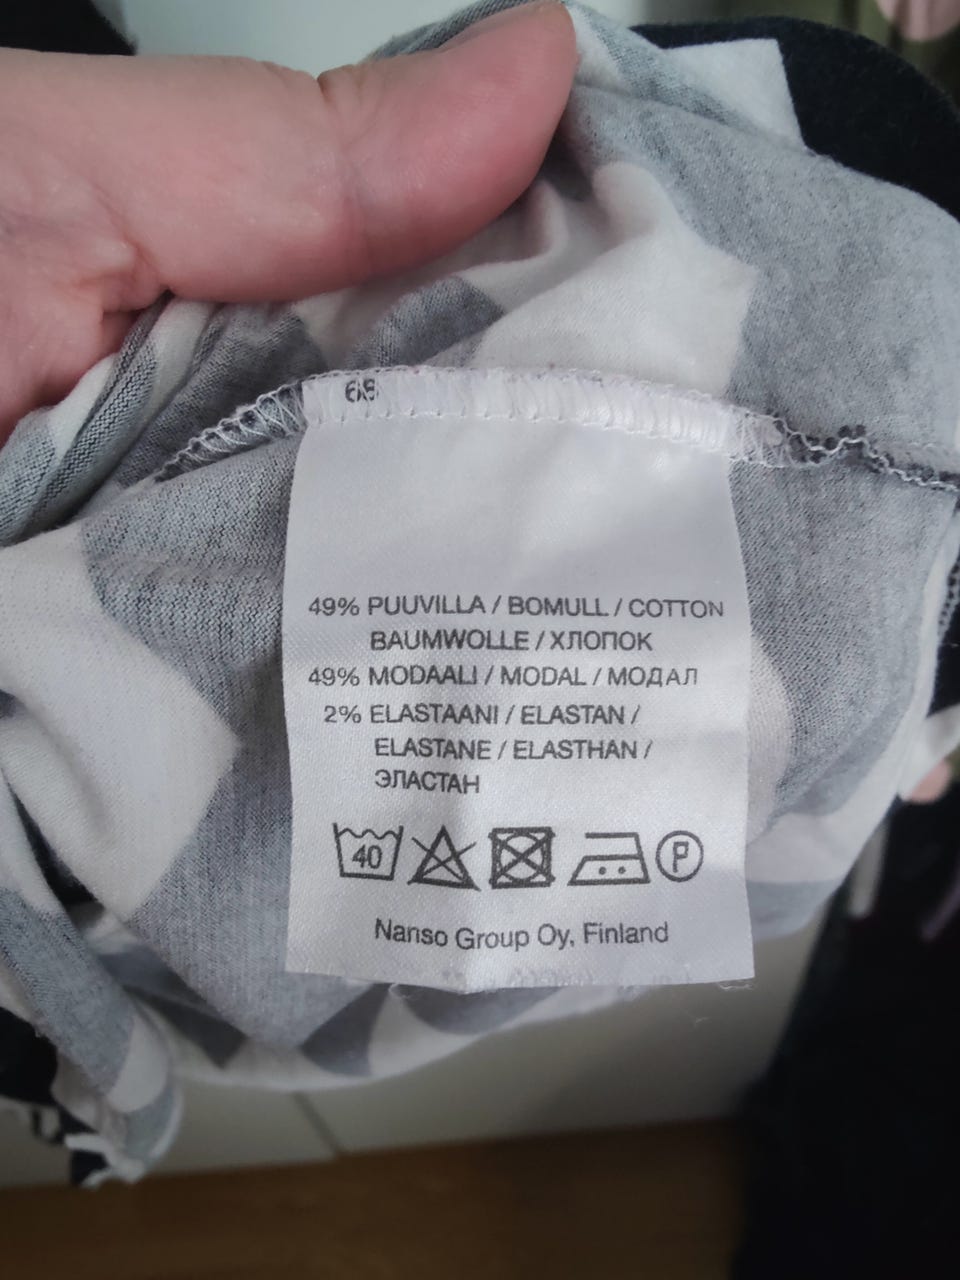 49% PUUVILLA / BOMULL / COTTON
BAUMWOLLE / ХЛОПОК
49% MODAALI / MODAL / МОДАЛ
2% ELASTAANI / ELASTAN /
ELASTANE / ELASTHAN /
ЭЛАСТАН
40 P
Nanso Group Oy, Finland